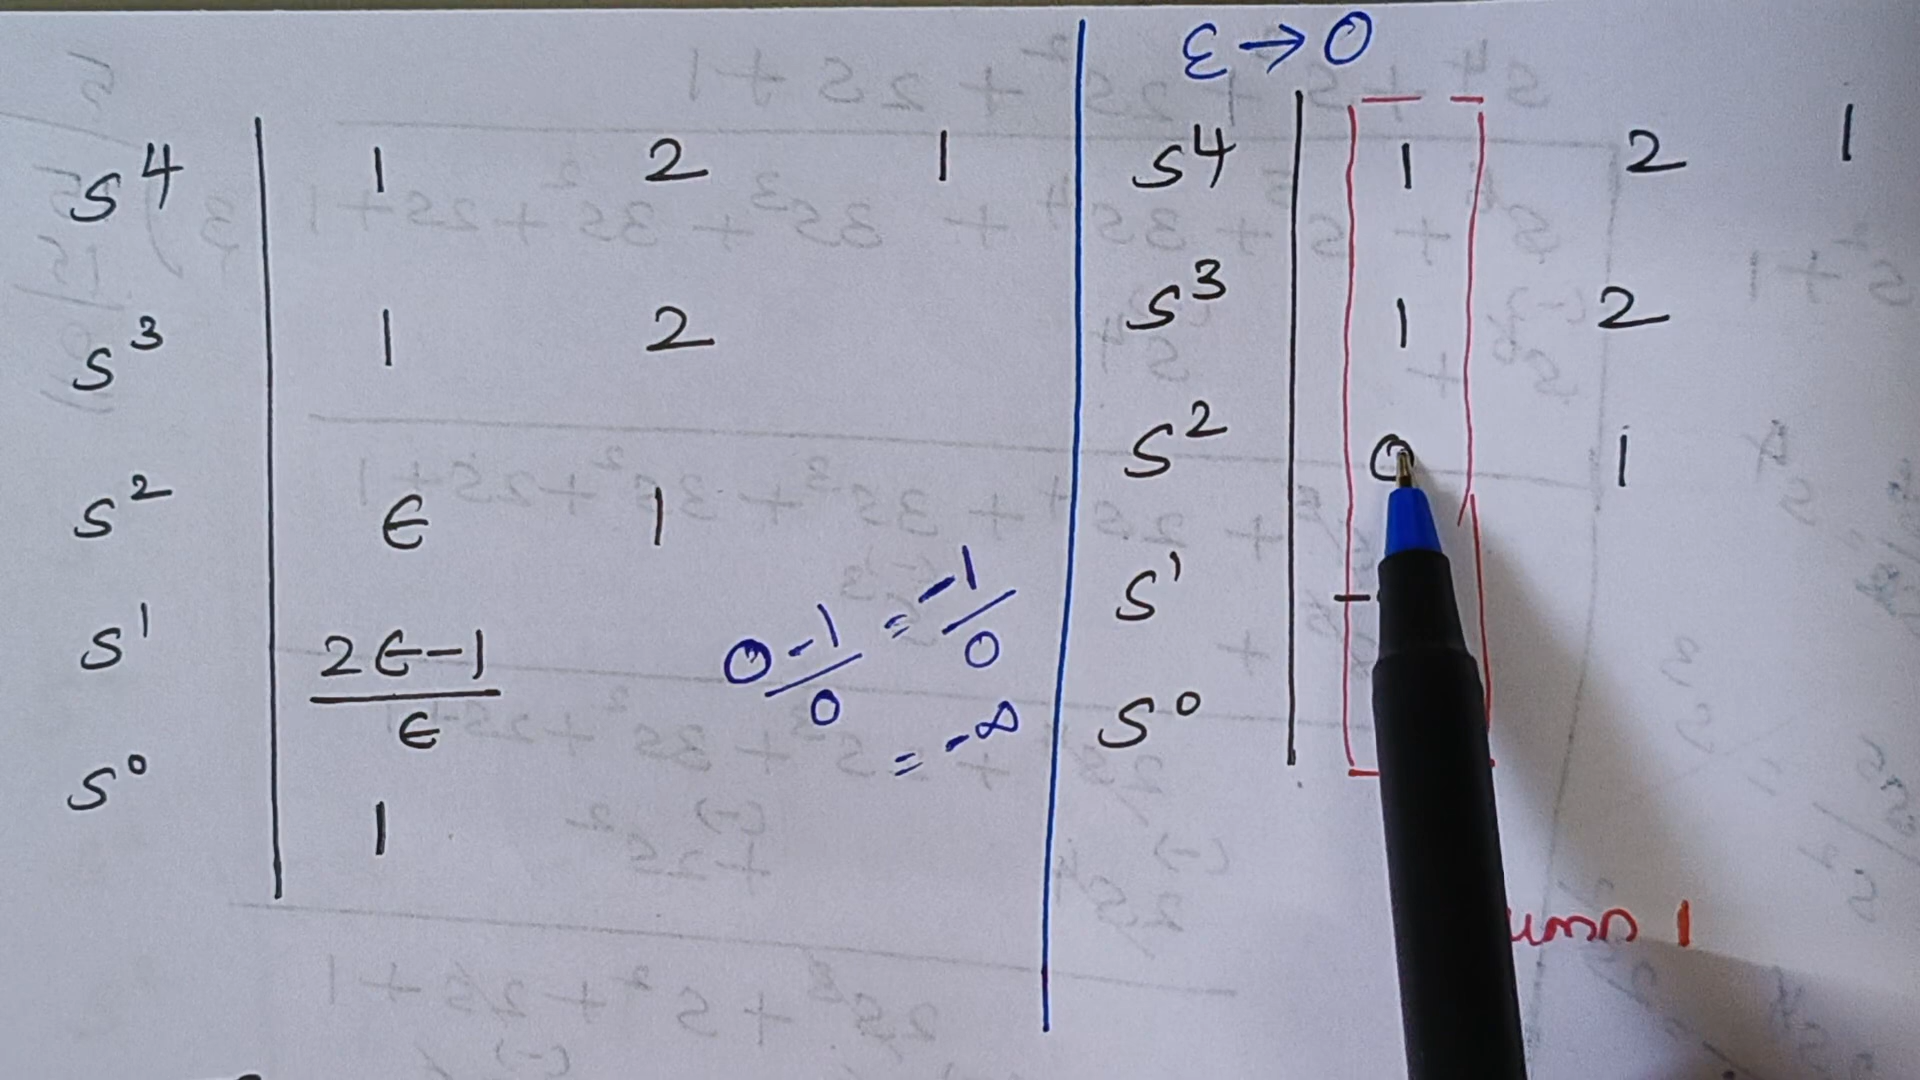 s⁴ 1 2 1
s³ 1 2
s² ϵ 1
s¹ 2ϵ-1/ϵ
s⁰ 1
0-1/0 = -1/0
= -∞
ε→0
s⁴ 1 2 1
s³ 1 2
s² 0 1
s¹ -
s⁰
1